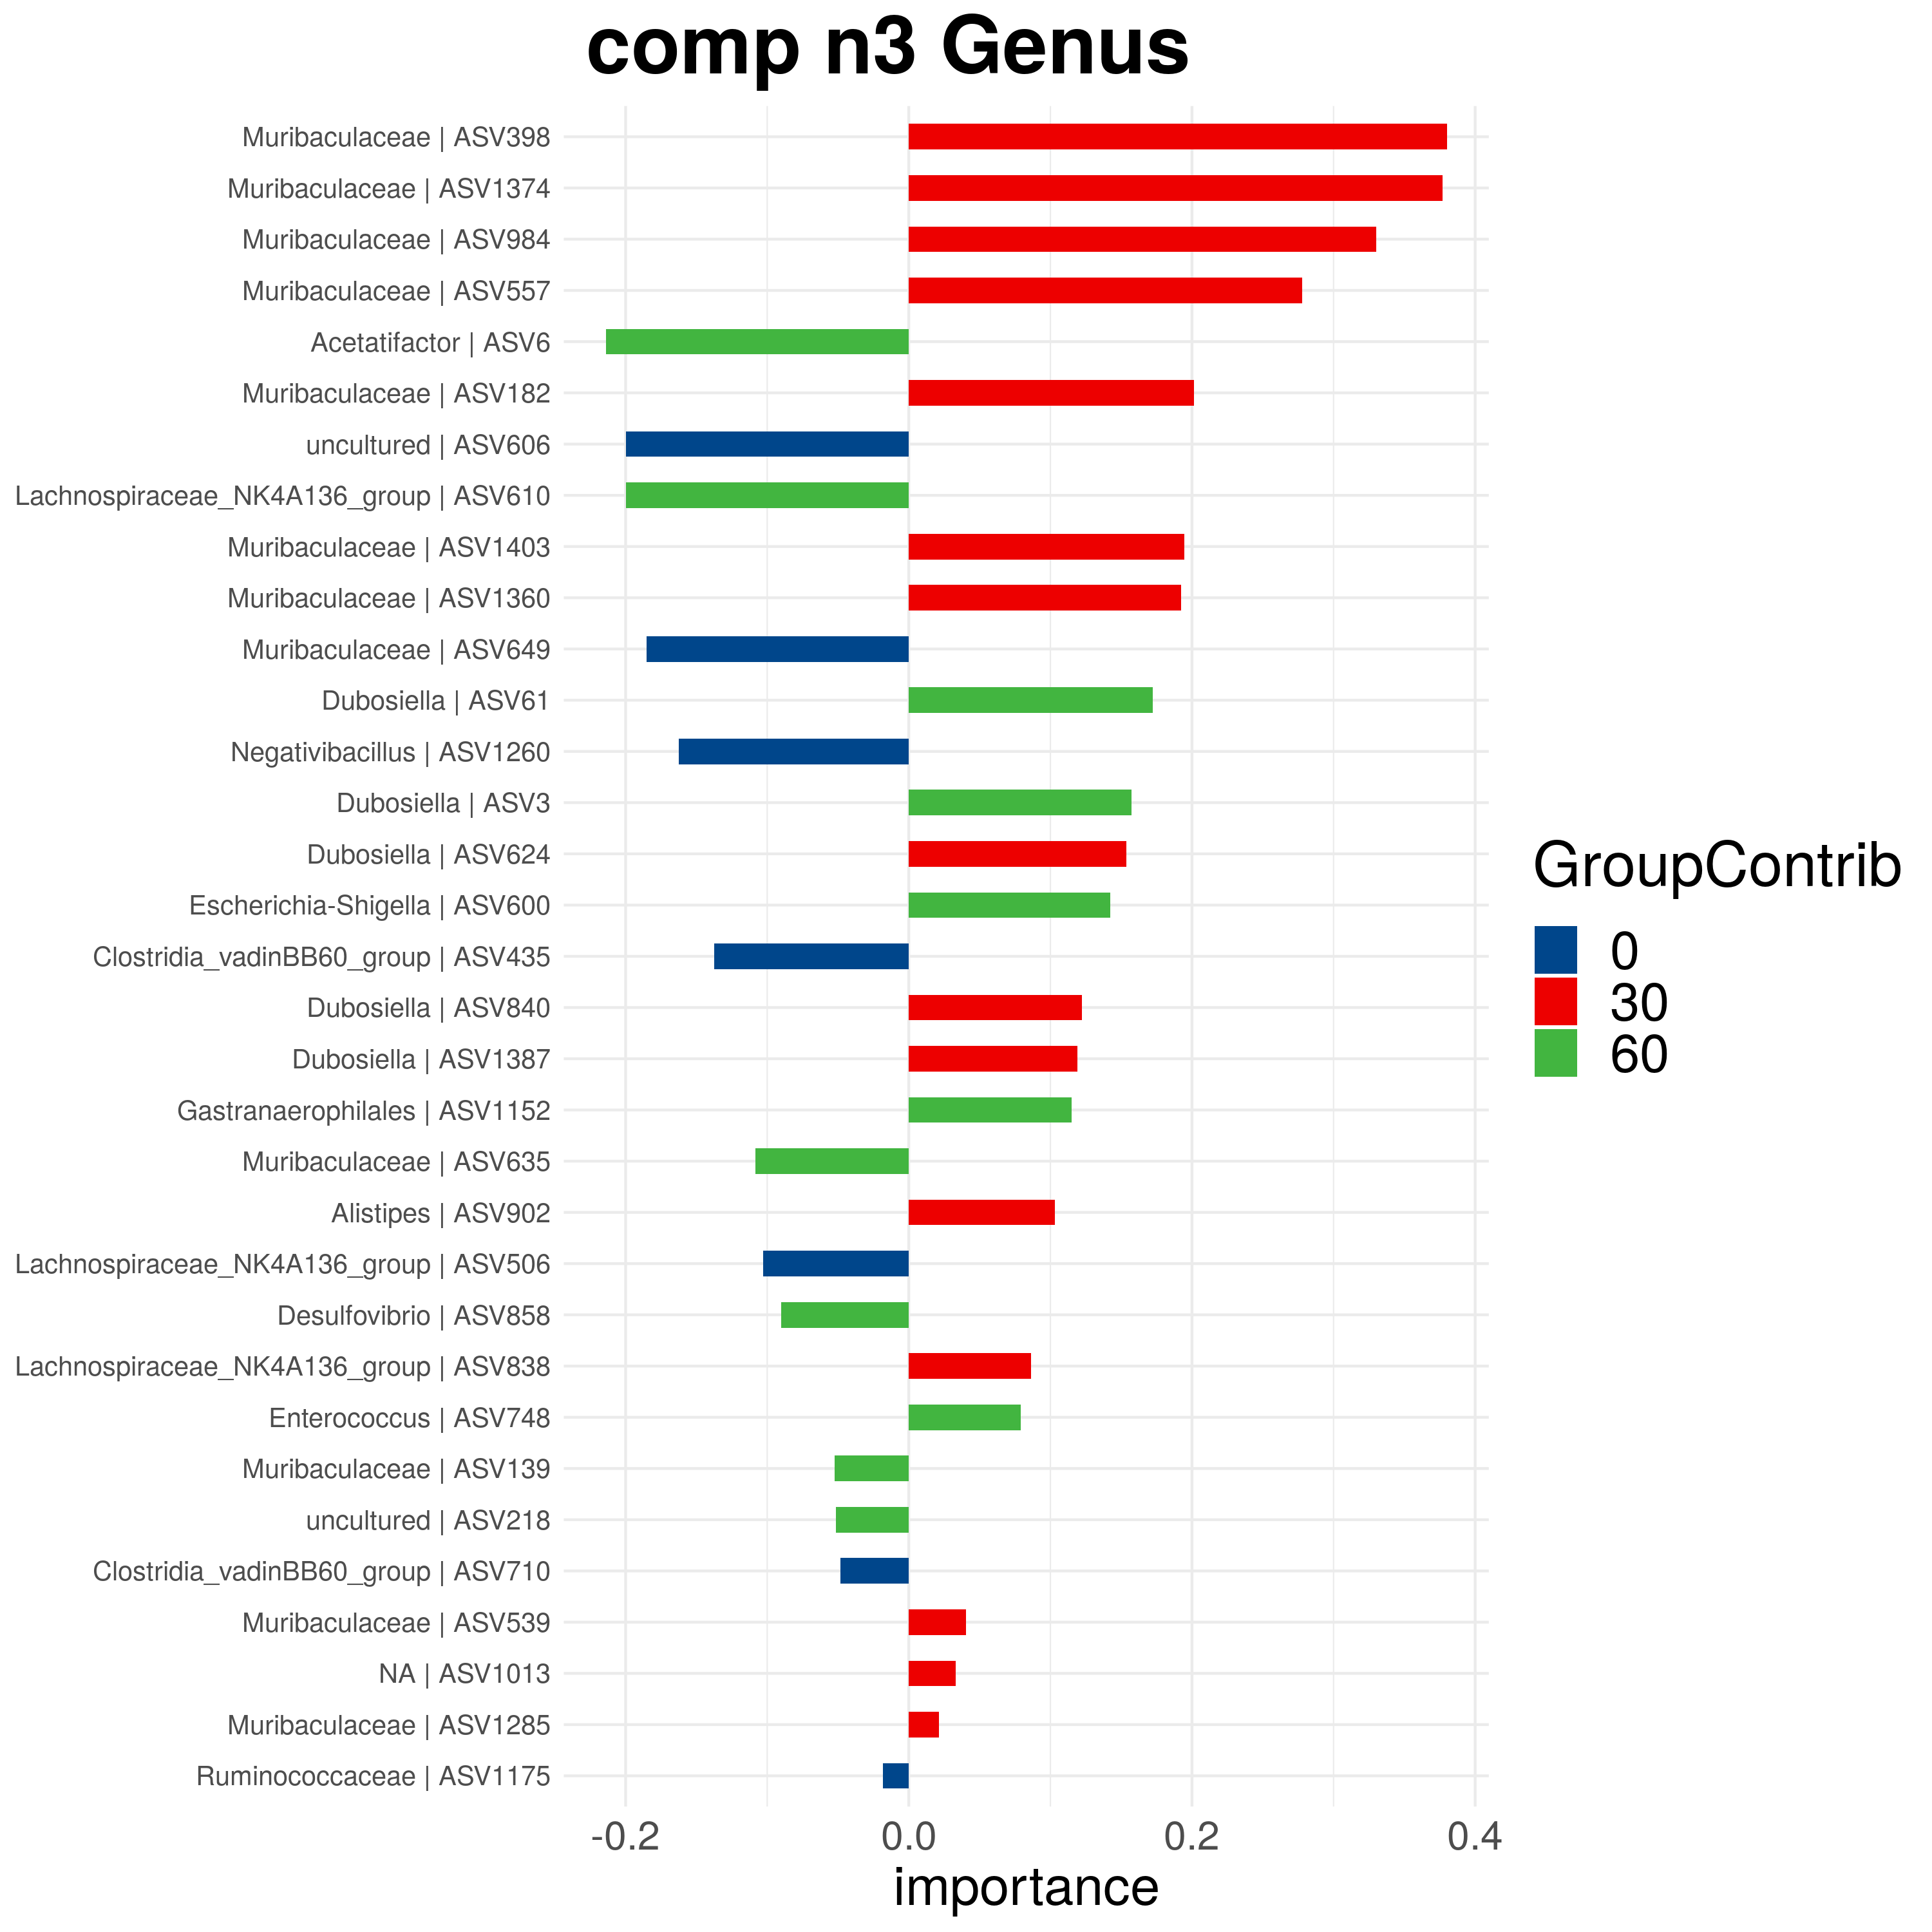 comp n3 Genus
Muribaculaceae | ASV398
Muribaculaceae | ASV1374
Muribaculaceae | ASV984
Muribaculaceae | ASV557
Acetatifactor | ASV6
Muribaculaceae | ASV182
uncultured | ASV606
Lachnospiraceae_NK4A136_group | ASV610
Muribaculaceae | ASV1403
Muribaculaceae | ASV1360
Muribaculaceae | ASV649
Dubosiella | ASV61
Negativibacillus | ASV1260
Dubosiella | ASV3
Dubosiella | ASV624
Escherichia-Shigella | ASV600
Clostridia_vadinBB60_group | ASV435
Dubosiella | ASV840
Dubosiella | ASV1387
Gastranaerophilales | ASV1152
Muribaculaceae | ASV635
Alistipes | ASV902
Lachnospiraceae_NK4A136_group | ASV506
Desulfovibrio | ASV858
Lachnospiraceae_NK4A136_group | ASV838
Enterococcus | ASV748
Muribaculaceae | ASV139
uncultured | ASV218
Clostridia_vadinBB60_group | ASV710
Muribaculaceae | ASV539
NA | ASV1013
Muribaculaceae | ASV1285
Ruminococcaceae | ASV1175
-0.2 0.0 0.2 0.4
importance
GroupContrib
0
30
60